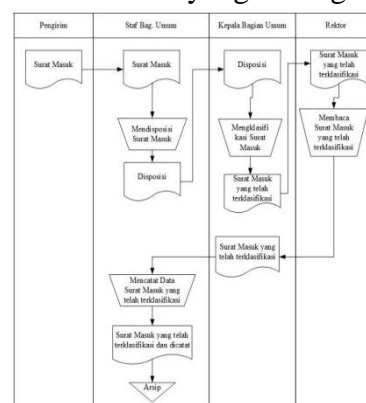 Pengirim
Staf Bag. Umum
Kepala Bagian Umum
Rektor
Surat Masuk
Surat Masuk
Disposisi
Surat Masuk
yang telah
terklasifikasi
Mendisposisi
Surat Masuk
Mengklasifi
kasi Surat
Masuk
Membaca
Surat Masuk
yang telah
terklasifikasi
Disposisi
Surat Masuk
yang telah
terklasifikasi
Surat Masuk yang
telah terklasifikasi
Mencatat Data
Surat Masuk yang
telah terklasifikasi
Surat Masuk yang telah
terklasifikasi dan dicatat
Arsip